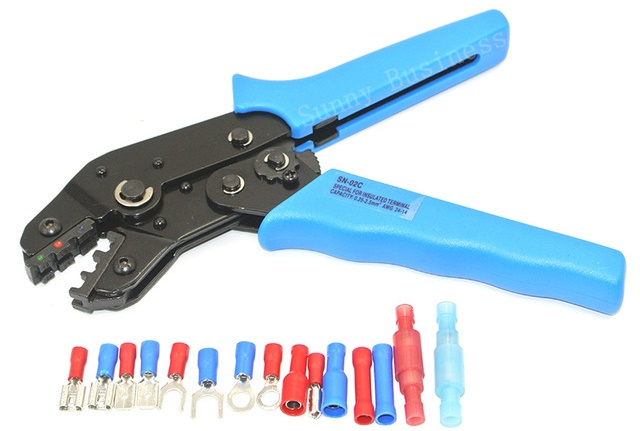 Sunny Business
SN-02C
SPECIAL FOR INSULATED TERMINAL
CAPACITY: 0.25-2.5mm² AWG: 24-14